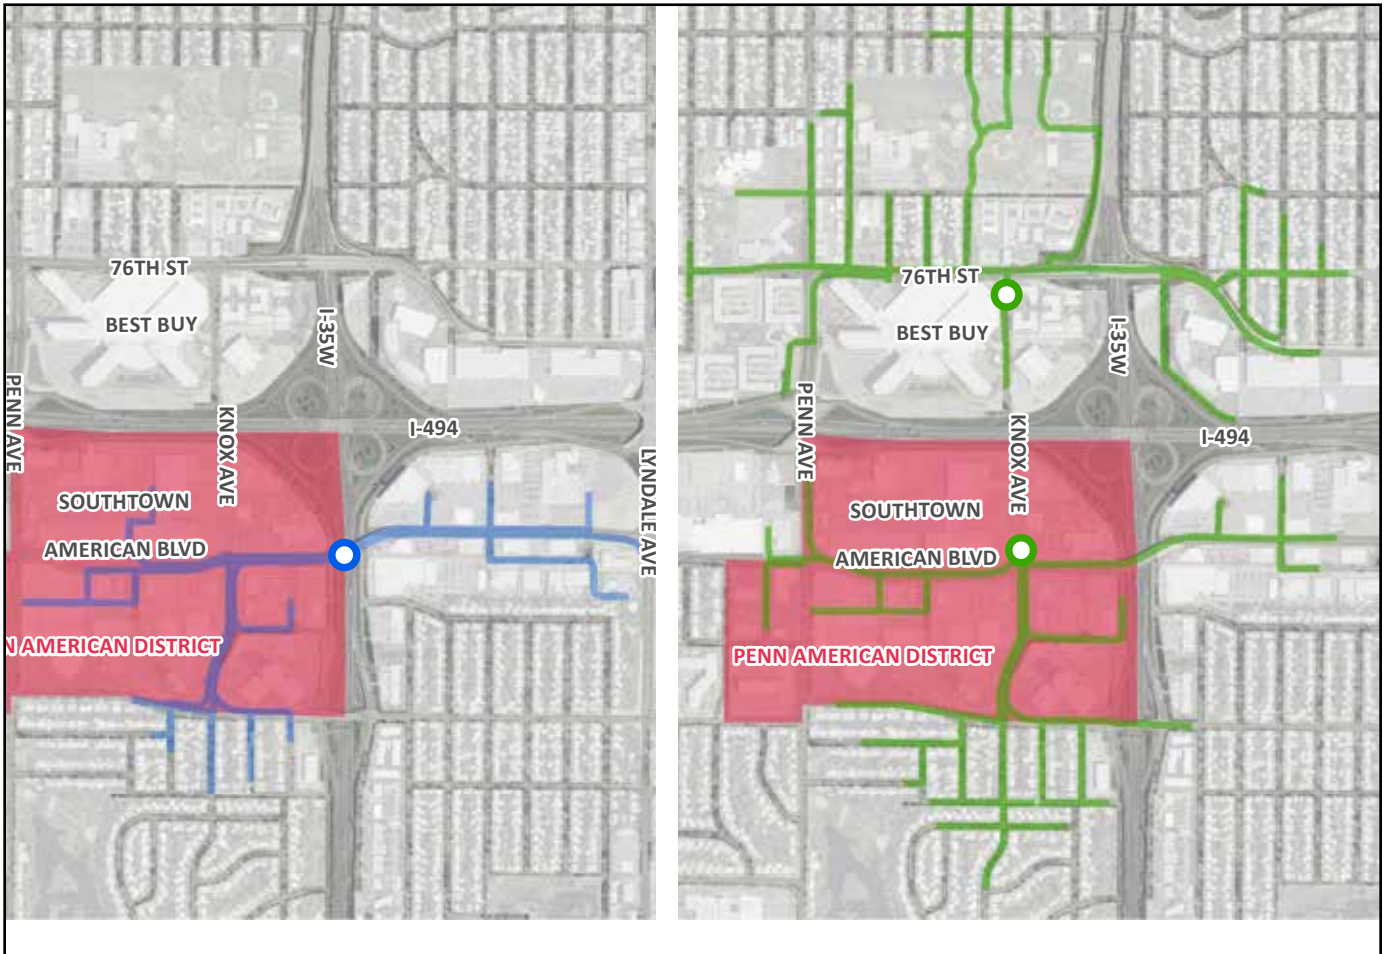 76TH ST
BEST BUY
I-35W
PENN AVE
KNOX AVE
I-494
LYNDALE AVE
SOUTHTOWN
AMERICAN BLVD
N AMERICAN DISTRICT
76TH ST
BEST BUY
I-35W
PENN AVE
KNOX AVE
I-494
SOUTHTOWN
AMERICAN BLVD
PENN AMERICAN DISTRICT